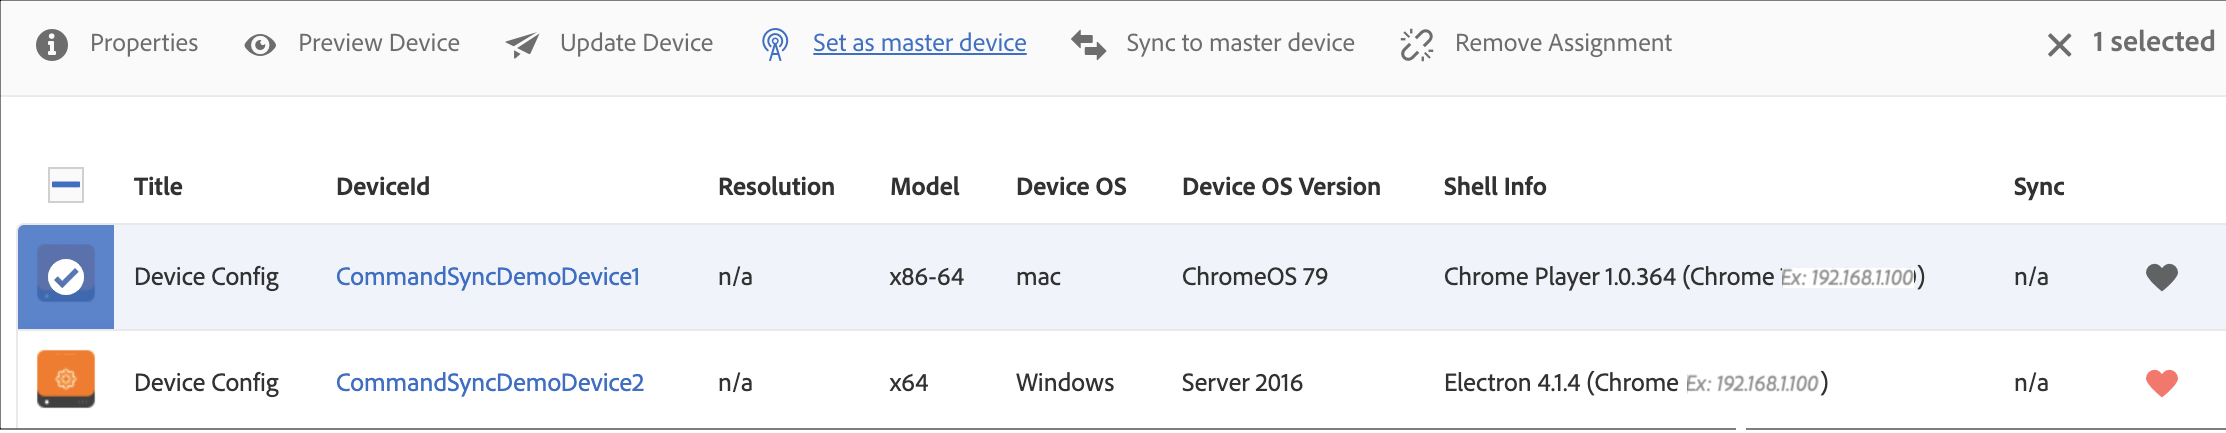 Properties Preview Device Update Device Set as master device Sync to master device Remove Assignment 1 selected
Title DeviceId Resolution Model Device OS Device OS Version Shell Info Sync
Device Config CommandSyncDemoDevice1 n/a x86-64 mac ChromeOS 79 Chrome Player 1.0.364 (Chrome Ex: 192.168.1.100) n/a
Device Config CommandSyncDemoDevice2 n/a x64 Windows Server 2016 Electron 4.1.4 (Chrome Ex: 192.168.1.100) n/a